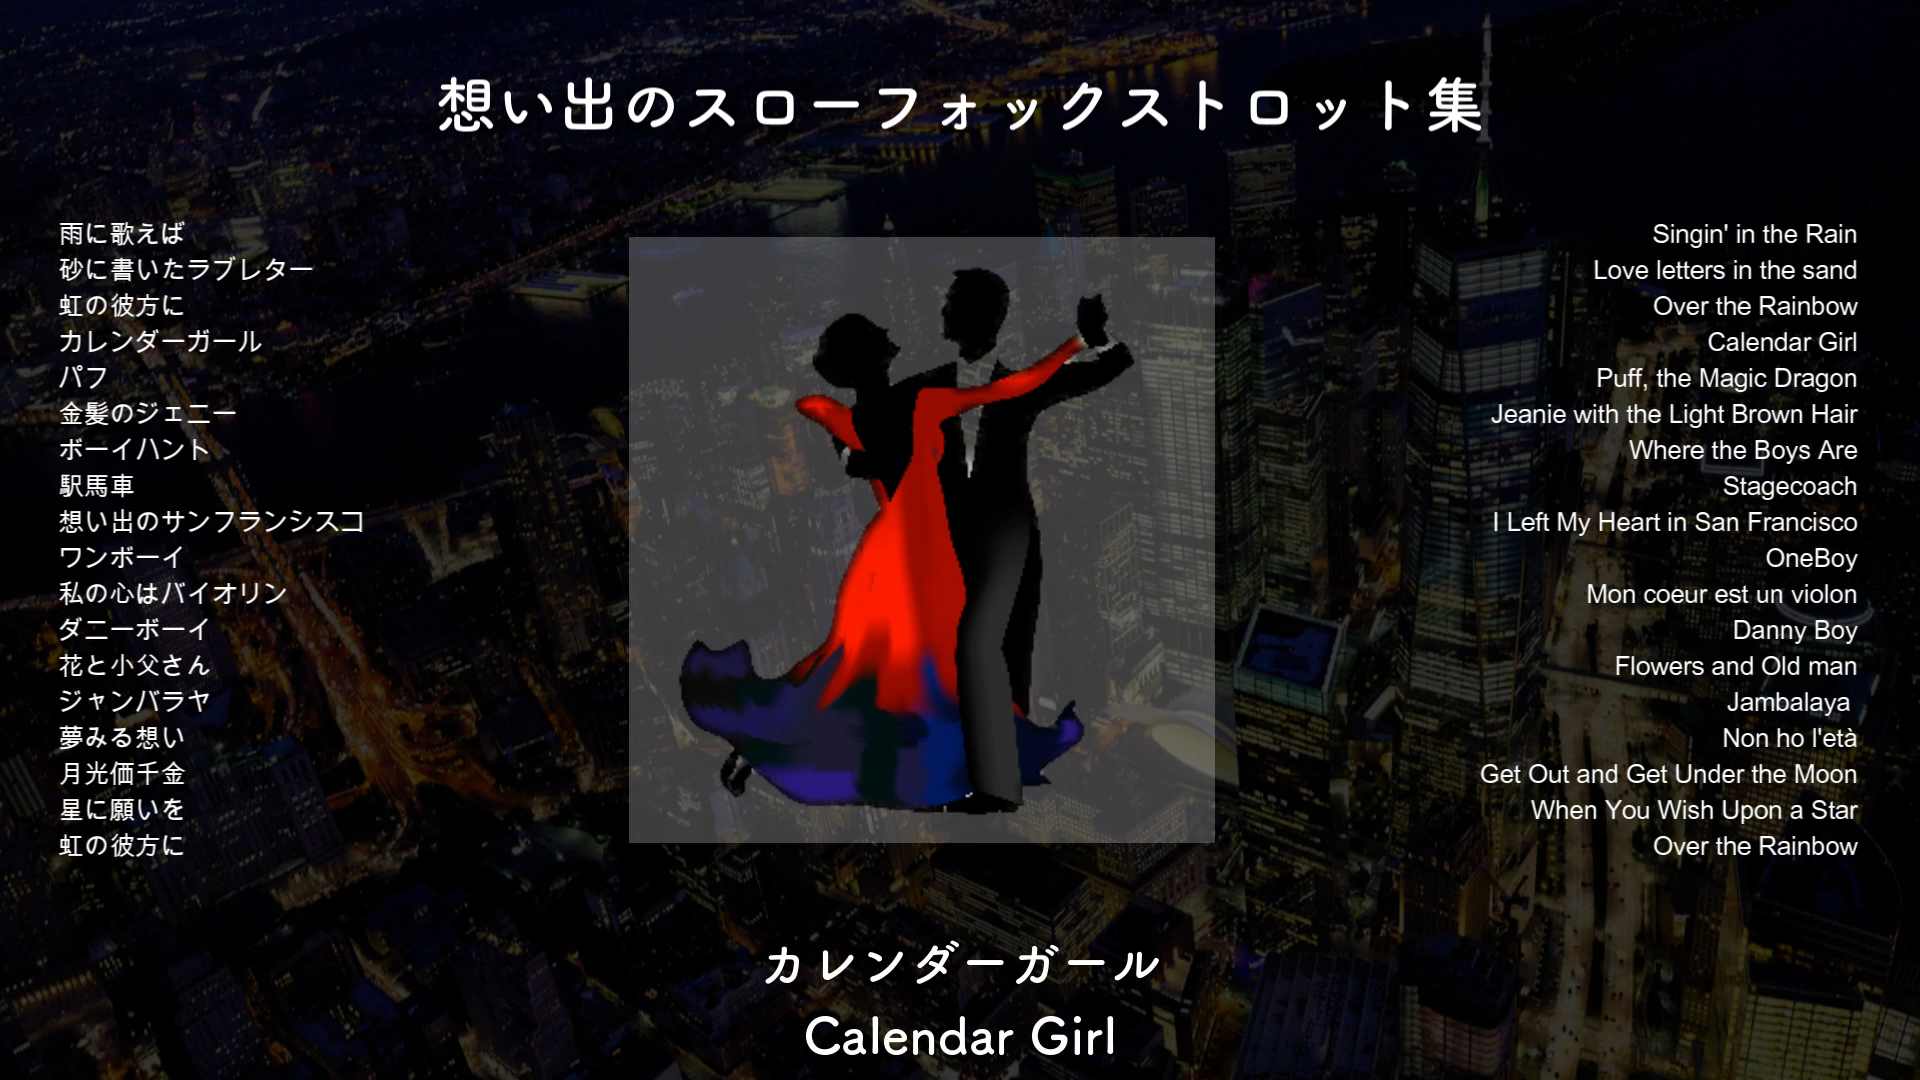 想い出のスローフォックストロット集
雨に歌えば
砂に書いたラブレター
虹の彼方に
カレンダーガール
パフ
金髪のジェニー
ボーイハント
駅馬車
想い出のサンフランシスコ
ワンボーイ
私の心はバイオリン
ダニーボーイ
花と小父さん
ジャンバラヤ
夢みる想い
月光価千金
星に願いを
虹の彼方に
Singin' in the Rain
Love letters in the sand
Over the Rainbow
Calendar Girl
Puff, the Magic Dragon
Jeanie with the Light Brown Hair
Where the Boys Are
Stagecoach
I Left My Heart in San Francisco
OneBoy
Mon coeur est un violon
Danny Boy
Flowers and Old man
Jambalaya
Non ho l'età
Get Out and Get Under the Moon
When You Wish Upon a Star
Over the Rainbow
カレンダーガール
Calendar Girl